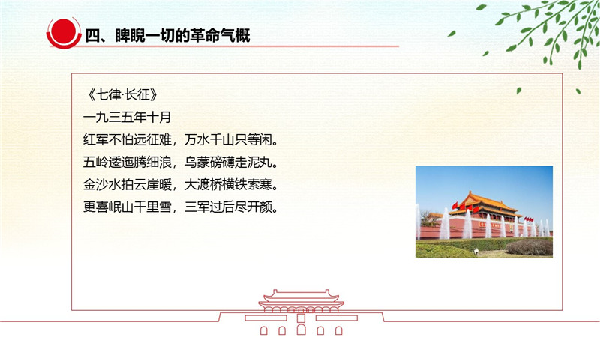 四、睥睨一切的革命气概
《七律·长征》
一九三五年十月
红军不怕远征难，万水千山只等闲。
五岭逶迤腾细浪，乌蒙磅礴走泥丸。
金沙水拍云崖暖，大渡桥横铁索寒。
更喜岷山千里雪，三军过后尽开颜。